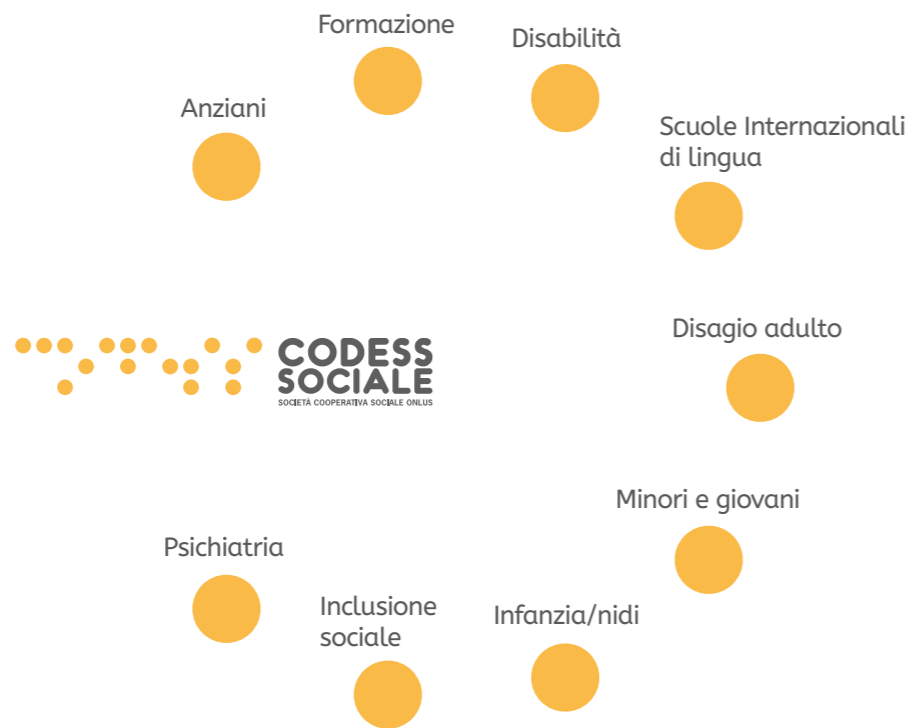 Formazione
Disabilità
Anziani
Scuole Internazionali
di lingua
Disagio adulto
CODESS
SOCIALE
SOCIETÀ COOPERATIVA SOCIALE ONLUS
Minori e giovani
Psichiatria
Inclusione
sociale
Infanzia/nidi